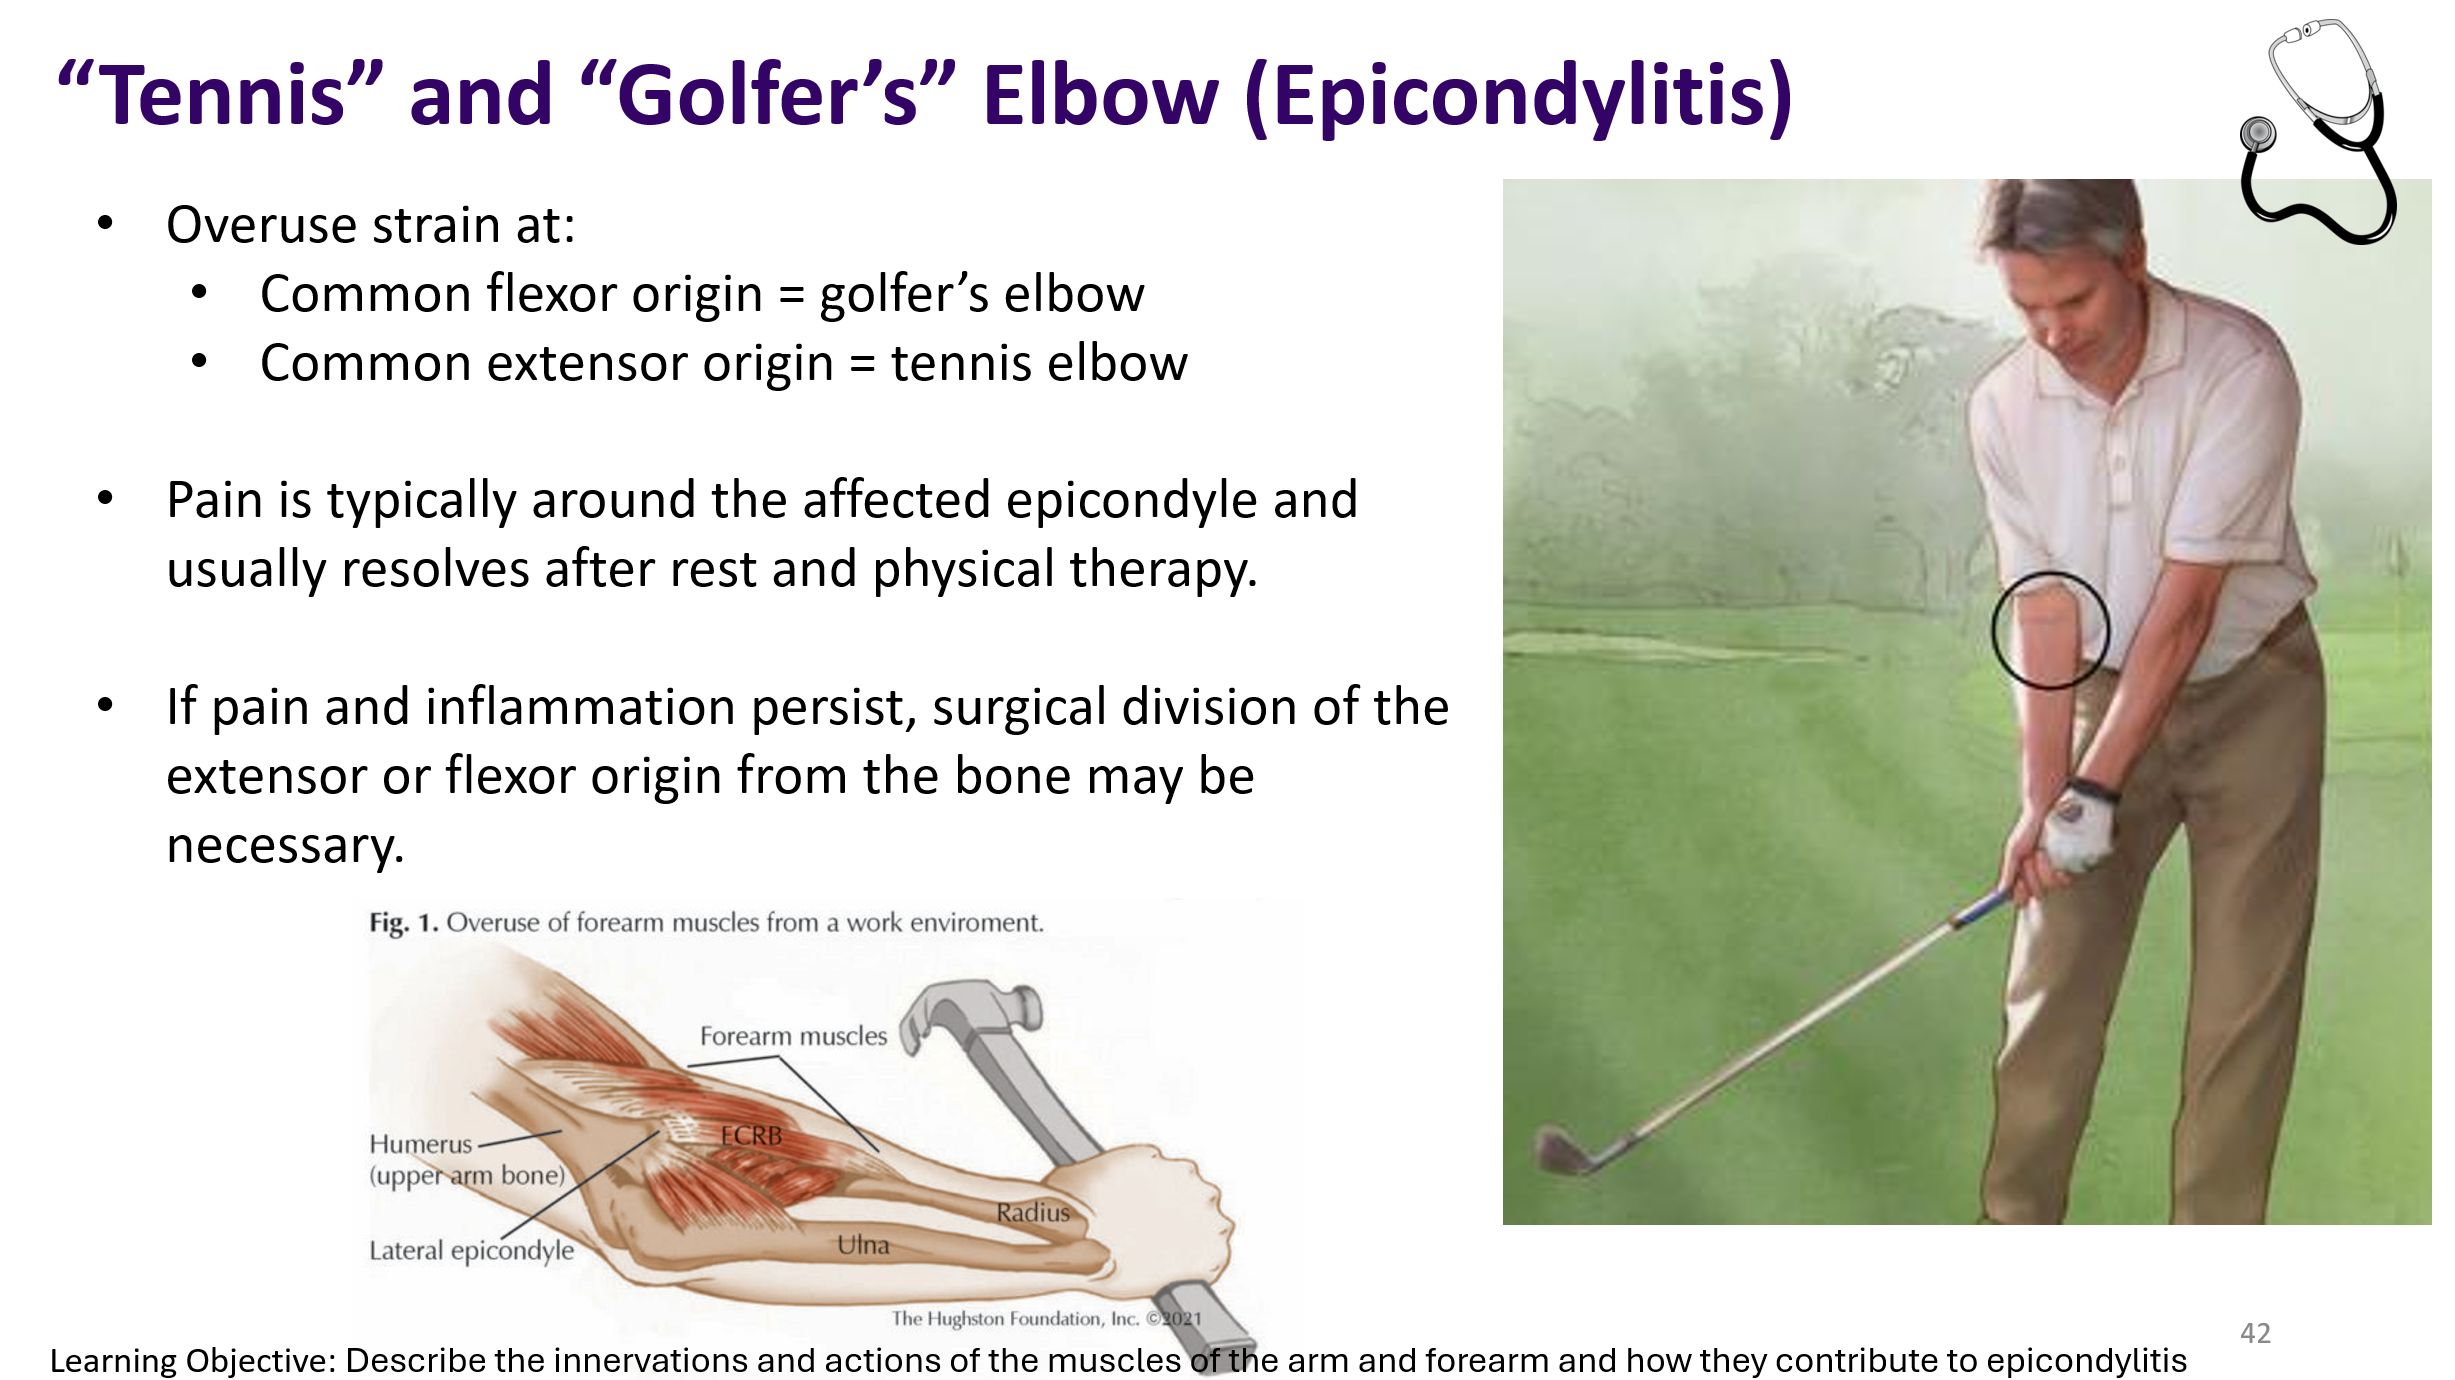 “Tennis” and “Golfer’s” Elbow (Epicondylitis)
• Overuse strain at:
• Common flexor origin = golfer’s elbow
• Common extensor origin = tennis elbow
• Pain is typically around the affected epicondyle and
usually resolves after rest and physical therapy.
• If pain and inflammation persist, surgical division of the
extensor or flexor origin from the bone may be
necessary.
Fig. 1. Overuse of forearm muscles from a work enviroment.
Forearm muscles
ECRB
Humerus
(upper arm bone)
Radius
Ulna
Lateral epicondyle
The Hughston Foundation, Inc. ©2021
42
Learning Objective: Describe the innervations and actions of the muscles of the arm and forearm and how they contribute to epicondylitis